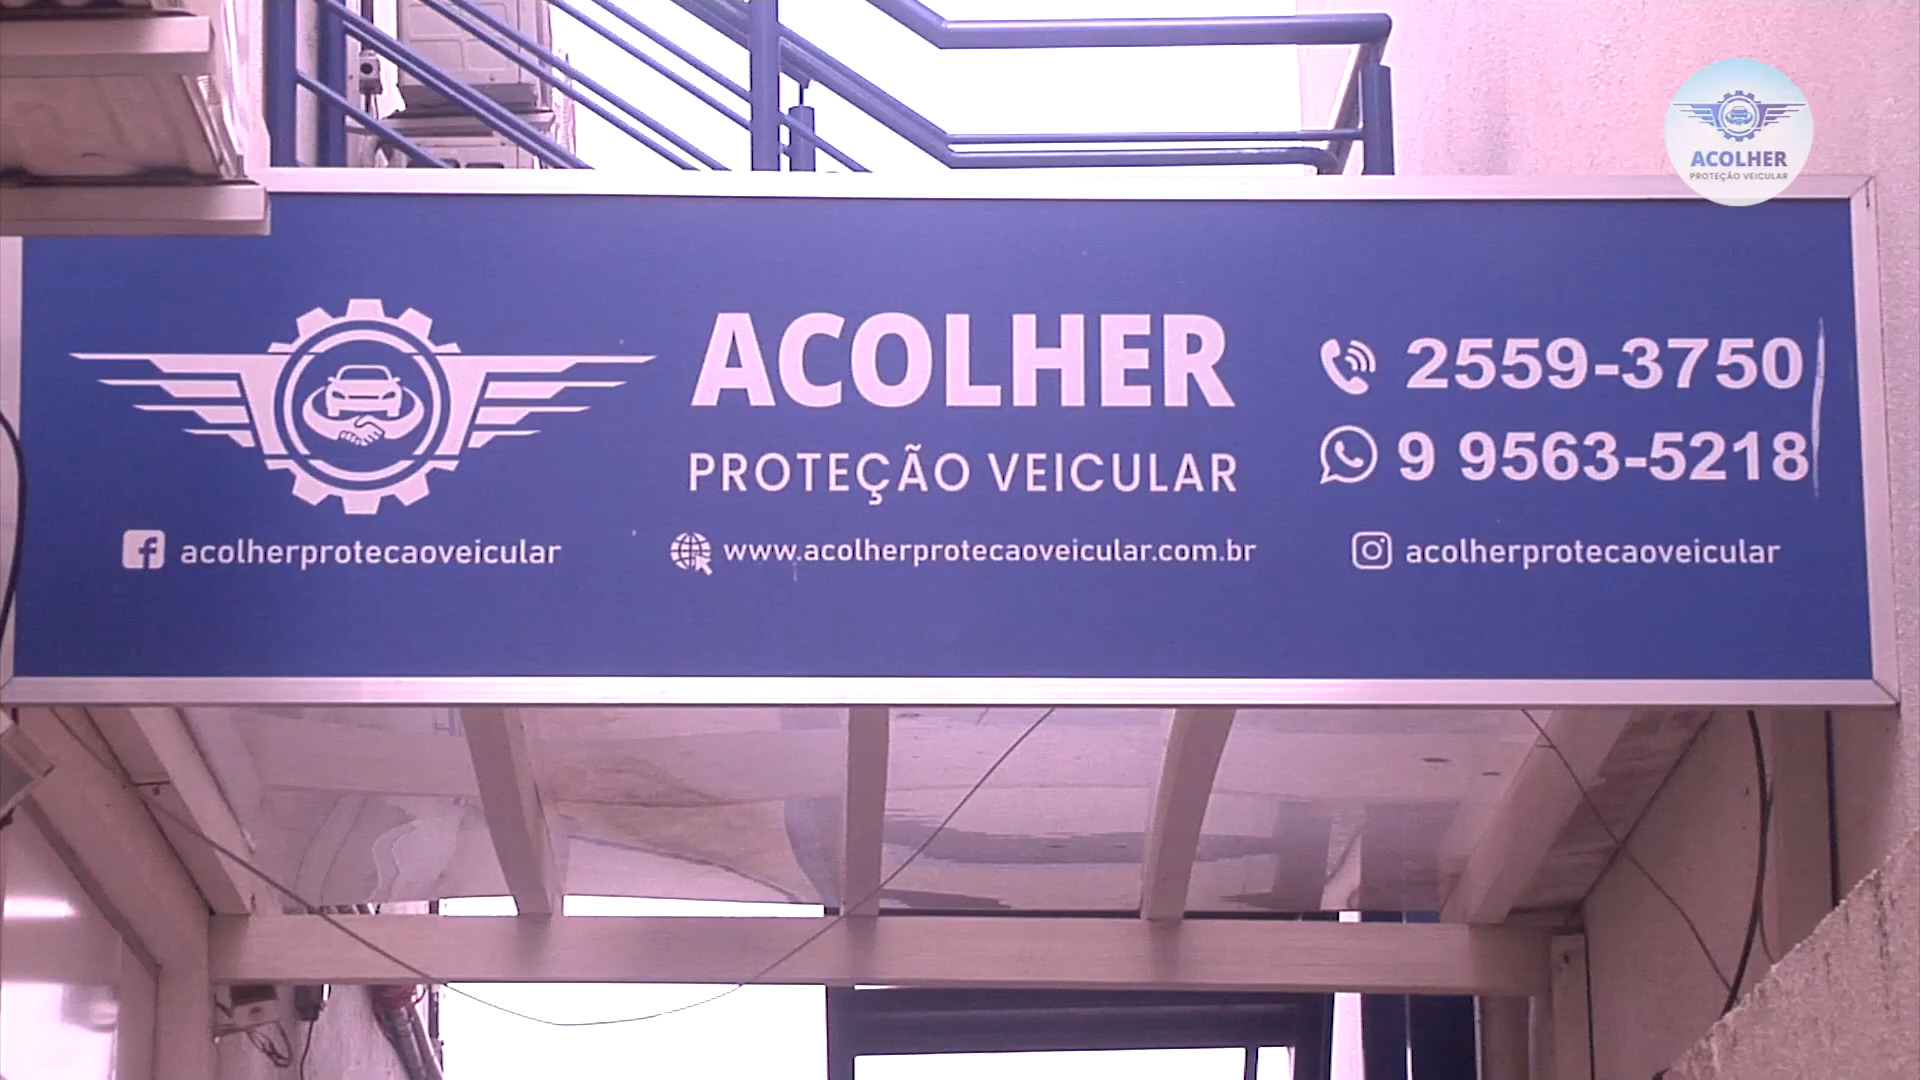 ACOLHER
PROTEÇÃO VEICULAR
ACOLHER
PROTEÇÃO VEICULAR
2559-3750
9 9563-5218
acolherprotecaoveicular
www.acolherprotecaoveicular.com.br
acolherprotecaoveicular